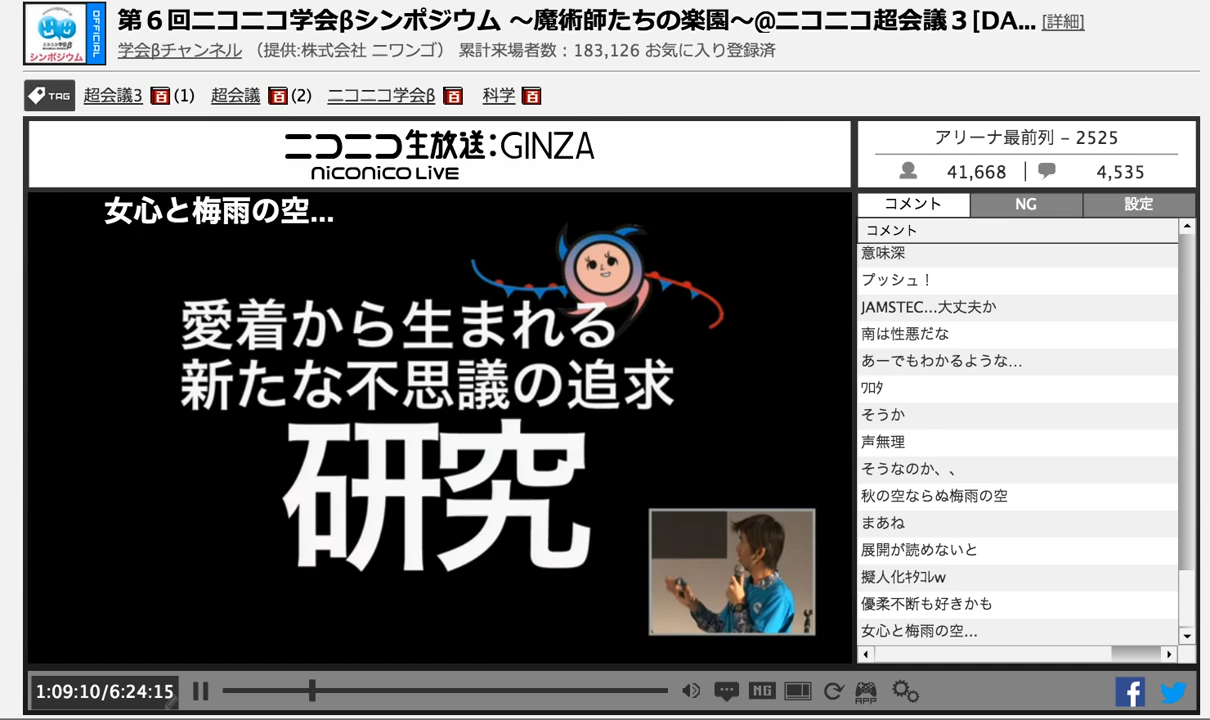 第6回ニコニコ学会βシンポジウム ～魔術師たちの楽園～@ニコニコ超会議3[DA... [詳細]
学会βチャンネル （提供:株式会社 ニワンゴ） 累計来場者数：183,126 お気に入り登録済
シンポジウム
OFFICIAL
TAG 超会議3 百(1) 超会議 百(2) ニコニコ学会β 百 科学 百
ニコニコ生放送:GINZA
niconico LiVE
アリーナ最前列 – 2525
41,668 | 4,535
コメント NG 設定
コメント
意味深
プッシュ！
JAMSTEC…大丈夫か
南は性悪だな
あーでもわかるような…
ﾜﾛﾀ
そうか
声無理
そうなのか、、
秋の空ならぬ梅雨の空
まあね
展開が読めないと
擬人化ｷﾀｺﾚw
優柔不断も好きかも
女心と梅雨の空…
女心と梅雨の空…
愛着から生まれる
新たな不思議の追求
研究
1:09:10/6:24:15
NG
APP
f